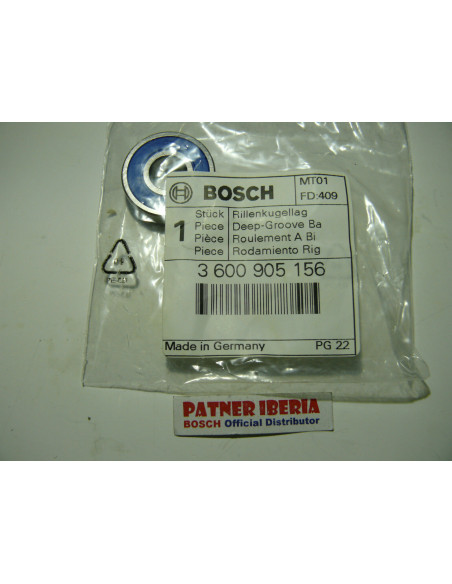 BOSCH
MT01
FD:409
1
Stück Rillenkugellag
Piece Deep-Groove Ba
Pièce Roulement A Bi
Piece Rodamiento Rig
3 600 905 156
Made in Germany PG 22
PATNER IBERIA
BOSCH Official Distributor